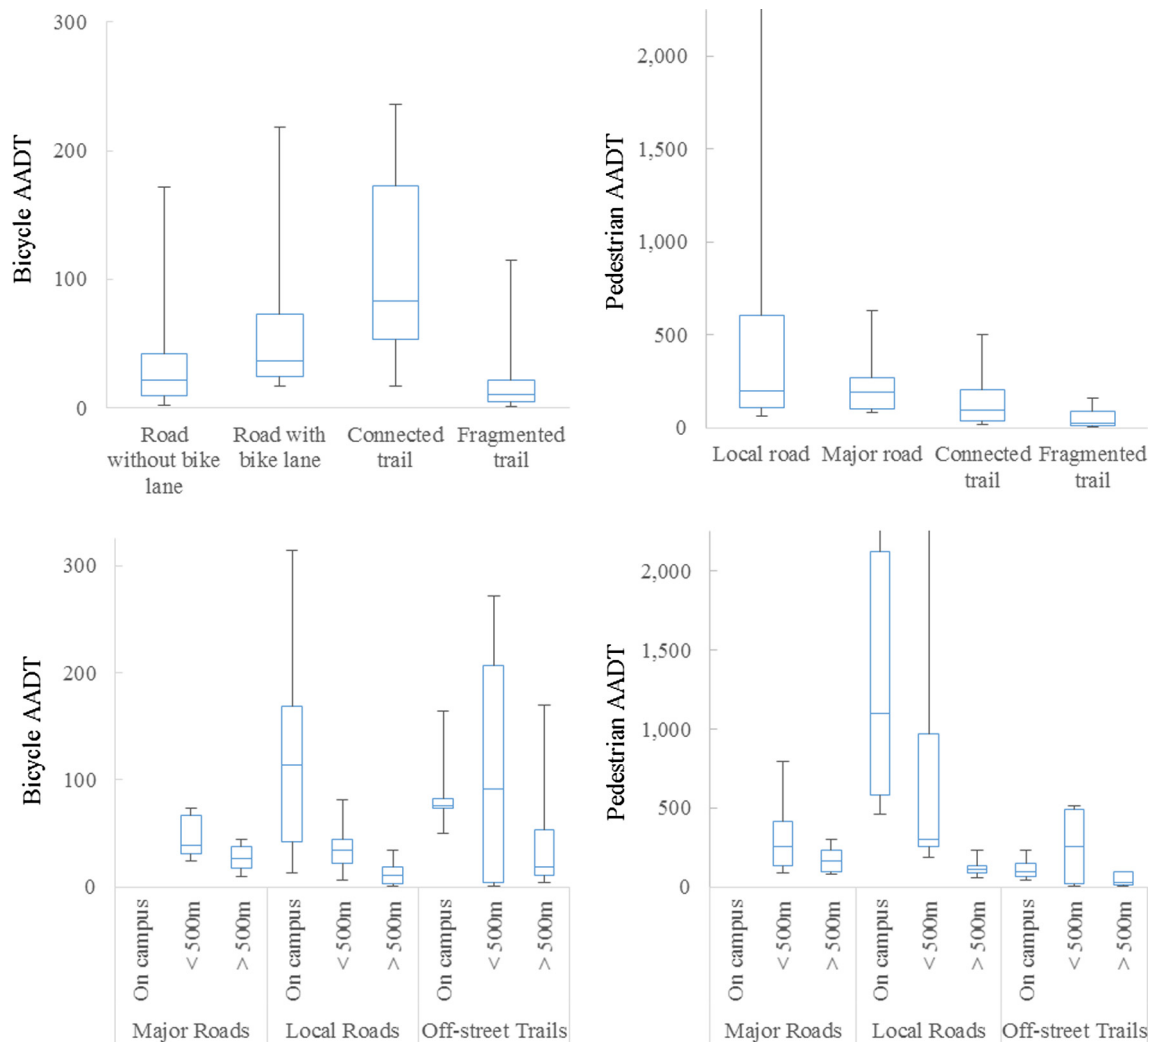 300
200
100
0
Bicycle AADT
Road without bike lane
Road with bike lane
Connected trail
Fragmented trail
2,000
1,500
1,000
500
0
Pedestrian AADT
Local road
Major road
Connected trail
Fragmented trail
300
200
100
0
Bicycle AADT
On campus
< 500m
> 500m
On campus
< 500m
> 500m
On campus
< 500m
> 500m
Major Roads
Local Roads
Off-street Trails
2,000
1,500
1,000
500
0
Pedestrian AADT
On campus
< 500m
> 500m
On campus
< 500m
> 500m
On campus
< 500m
> 500m
Major Roads
Local Roads
Off-street Trails